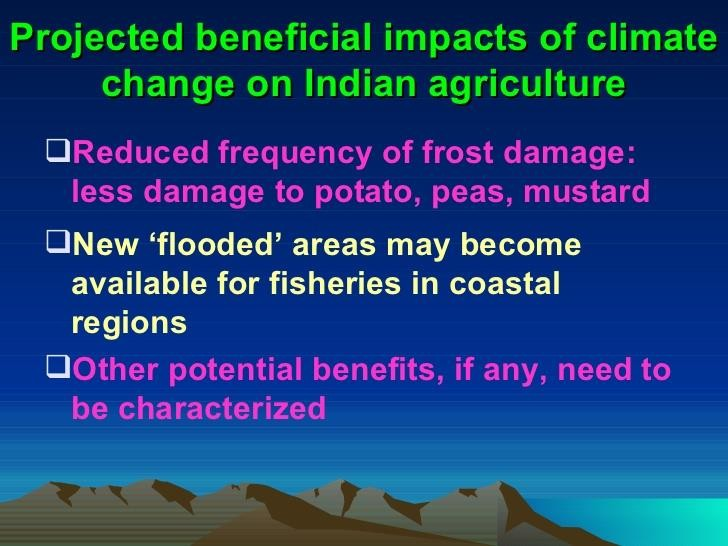 Projected beneficial impacts of climate
change on Indian agriculture
❑Reduced frequency of frost damage:
less damage to potato, peas, mustard
❑New ‘flooded’ areas may become
available for fisheries in coastal
regions
❑Other potential benefits, if any, need to
be characterized